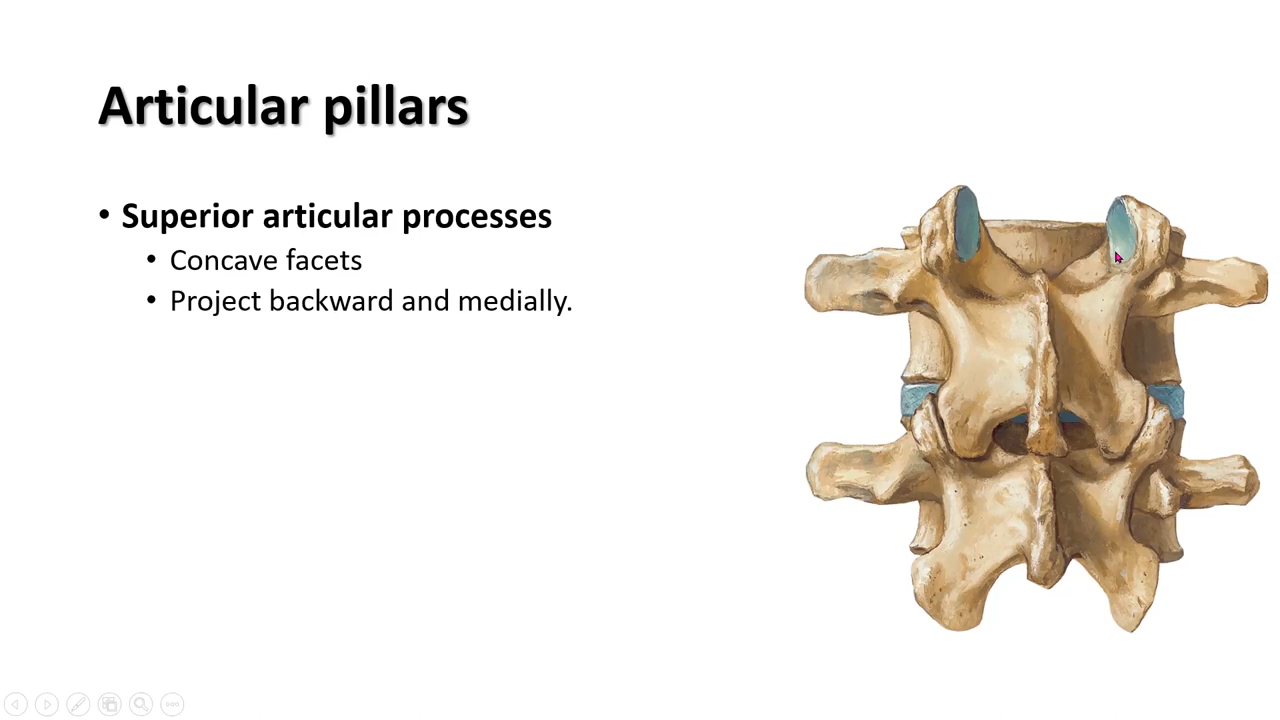 Articular pillars
• Superior articular processes
• Concave facets
• Project backward and medially.